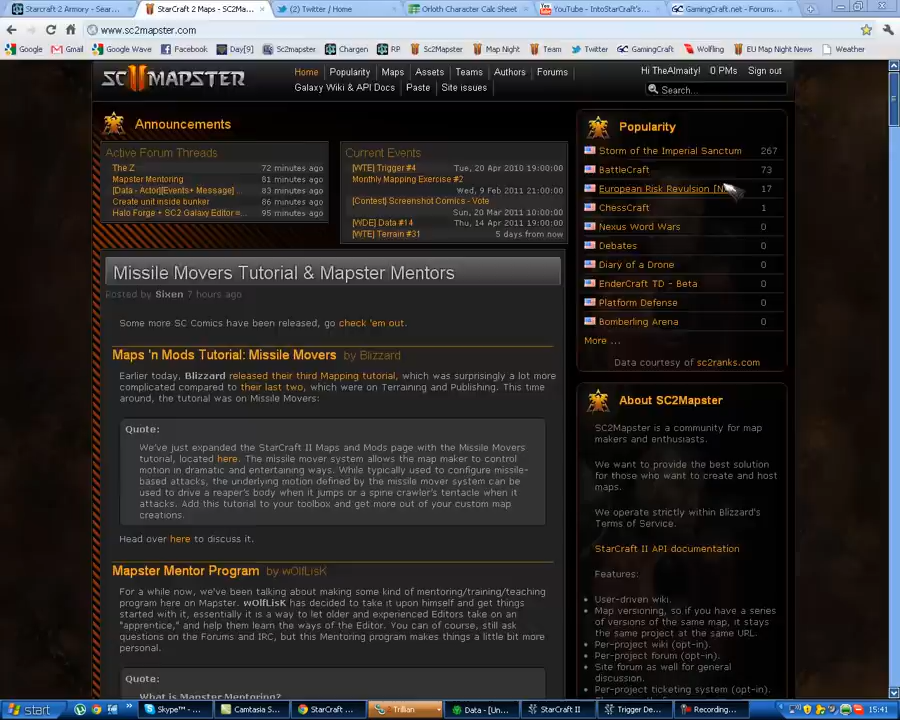 Starcraft 2 Armory - Sear...
StarCraft 2 Maps - SC2Ma...
(2) Twitter / Home
Orloth Character Calc Sheet
YouTube - IntoStarCraft's...
GamingCraft.net - Forums...
www.sc2mapster.com
Google Gmail Google Wave Facebook Day[9] Sc2mapster Chargen RP Sc2Mapster Map Night Team Twitter GamingCraft Wolfling EU Map Night News Weather
SC II MAPSTER
Home Popularity Maps Assets Teams Authors Forums
Galaxy Wiki & API Docs Paste Site issues
Hi TheAlmaity! 0 PMs Sign out
Search...
Announcements
Active Forum Threads
The Z 72 minutes ago
Mapster Mentoring 81 minutes ago
[Data - Actor][Events+ Message] 83 minutes ago
Create unit inside bunker 86 minutes ago
Halo Forge + SC2 Galaxy Editor =... 95 minutes ago
Current Events
[WTE] Trigger #4 Tue, 20 Apr 2010 19:00:00
Monthly Mapping Exercise #2
Wed, 9 Feb 2011 21:00:00
[Contest] Screenshot Comics - Vote
Sun, 20 Mar 2011 00:00:00
[WDE] Data #14 Thu, 14 Apr 2011 19:00:00
[WTE] Terrain #31 5 days from now
Missile Movers Tutorial & Mapster Mentors
Posted by Sixen 7 hours ago
Some more SC Comics have been released, go check 'em out.
Maps 'n Mods Tutorial: Missile Movers by Blizzard
Earlier today, Blizzard released their third Mapping tutorial, which was surprisingly a lot more
complicated compared to their last two, which were on Terraining and Publishing. This time
around, the tutorial was on Missile Movers:
Quote:
We've just expanded the StarCraft II Maps and Mods page with the Missile Movers
tutorial, located here. The missile mover system allows the map maker to control
motion in dramatic and entertaining ways. While typically used to configure missile-
based attacks, the underlying motion defined by the missile mover system can be
used to drive a reaper's body when it jumps or a spine crawler's tentacle when it
attacks. Add this tutorial to your toolbox and get more out of your custom map
creations.
Head over here to discuss it.
Mapster Mentor Program by wOlfLisK
For a while now, we've been talking about making some kind of mentoring/training/teaching
program here on Mapster. wOlfLisK has decided to take it upon himself and get things
started with it, essentially it is a way to let older and experienced Editors take on an
"apprentice," and help them learn the ways of the Editor. You can of course, still ask
questions on the Forums and IRC, but this Mentoring program makes things a little bit more
personal.
Quote:
What is Mapster Mentoring?
Popularity
Storm of the Imperial Sanctum 267
BattleCraft 73
European Risk Revulsion [N 17
ChessCraft 1
Nexus Word Wars 0
Debates 0
Diary of a Drone 0
EnderCraft TD - Beta 0
Platform Defense 0
Bomberling Arena 0
More ...
Data courtesy of sc2ranks.com
About SC2Mapster
SC2Mapster is a community for map
makers and enthusiasts.
We want to provide the best solution
for those who want to create and host
maps.
We operate strictly within Blizzard's
Terms of Service.
StarCraft II API documentation
Features:
User-driven wiki.
Map versioning, so if you have a series
of versions of the same map, it stays
the same project at the same URL.
Per-project wiki (opt-in).
Per-project forum (opt-in).
Site forum as well for general
discussion.
Per-project ticketing system (opt-in).
start Skype™ - ... Camtasia S... StarCraft ... Trillian Data - [Un... StarCraft II Trigger De... Recording... 15:41